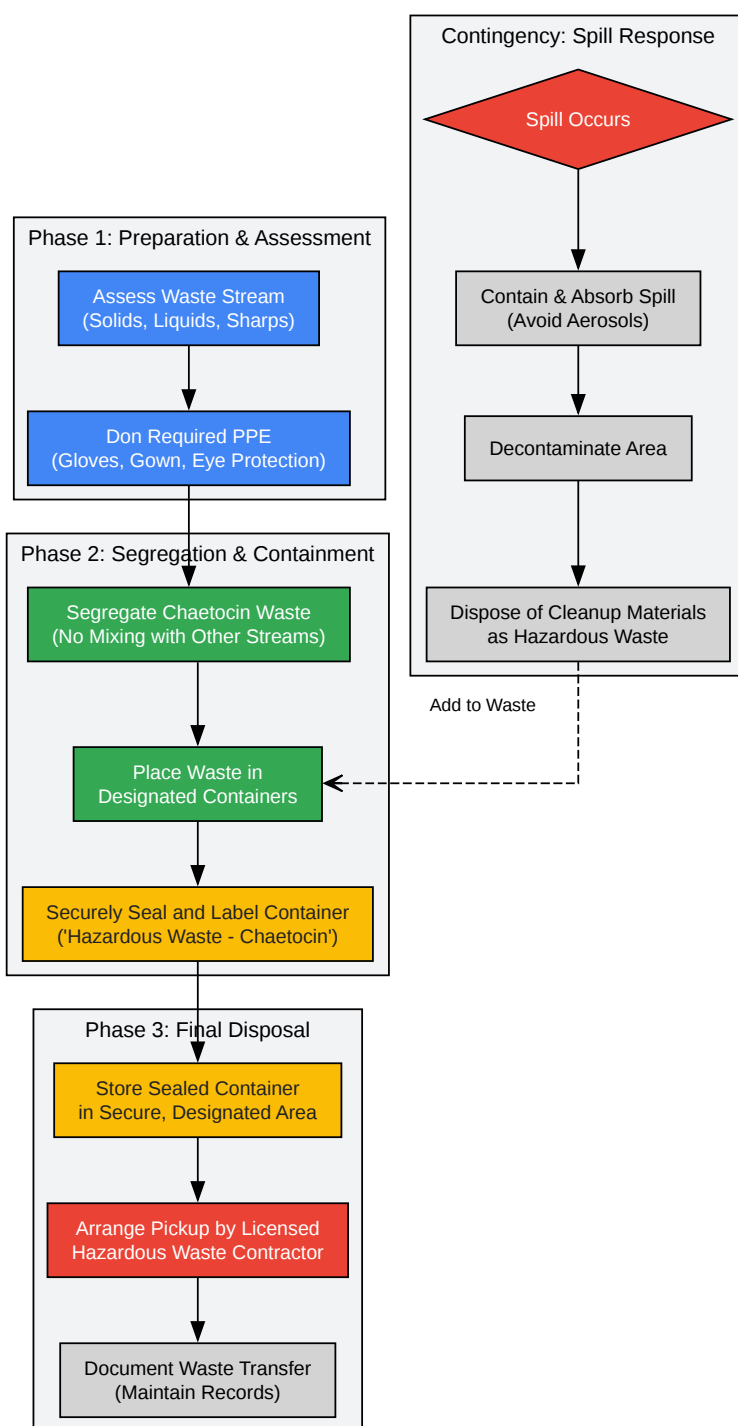 Contingency: Spill Response
Spill Occurs
Contain & Absorb Spill
(Avoid Aerosols)
Decontaminate Area
Dispose of Cleanup Materials
as Hazardous Waste
Add to Waste
Phase 1: Preparation & Assessment
Assess Waste Stream
(Solids, Liquids, Sharps)
Don Required PPE
(Gloves, Gown, Eye Protection)
Phase 2: Segregation & Containment
Segregate Chaetocin Waste
(No Mixing with Other Streams)
Place Waste in
Designated Containers
Securely Seal and Label Container
('Hazardous Waste - Chaetocin')
Phase 3: Final Disposal
Store Sealed Container
in Secure, Designated Area
Arrange Pickup by Licensed
Hazardous Waste Contractor
Document Waste Transfer
(Maintain Records)